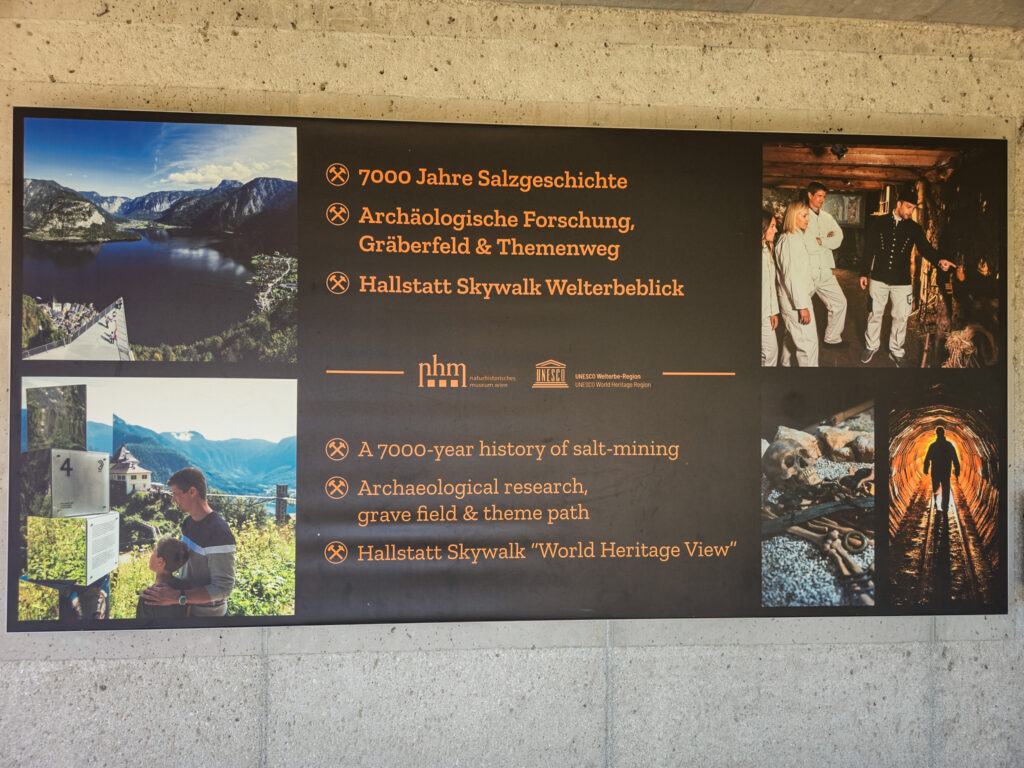 7000 Jahre Salzgeschichte
Archäologische Forschung,
Gräberfeld & Themenweg
Hallstatt Skywalk Welterbeblick
nhm
naturhistorisches
museum wien
UNESCO
UNESCO Welterbe-Region
UNESCO World Heritage Region
A 7000-year history of salt-mining
Archaeological research,
grave field & theme path
Hallstatt Skywalk "World Heritage View"
4